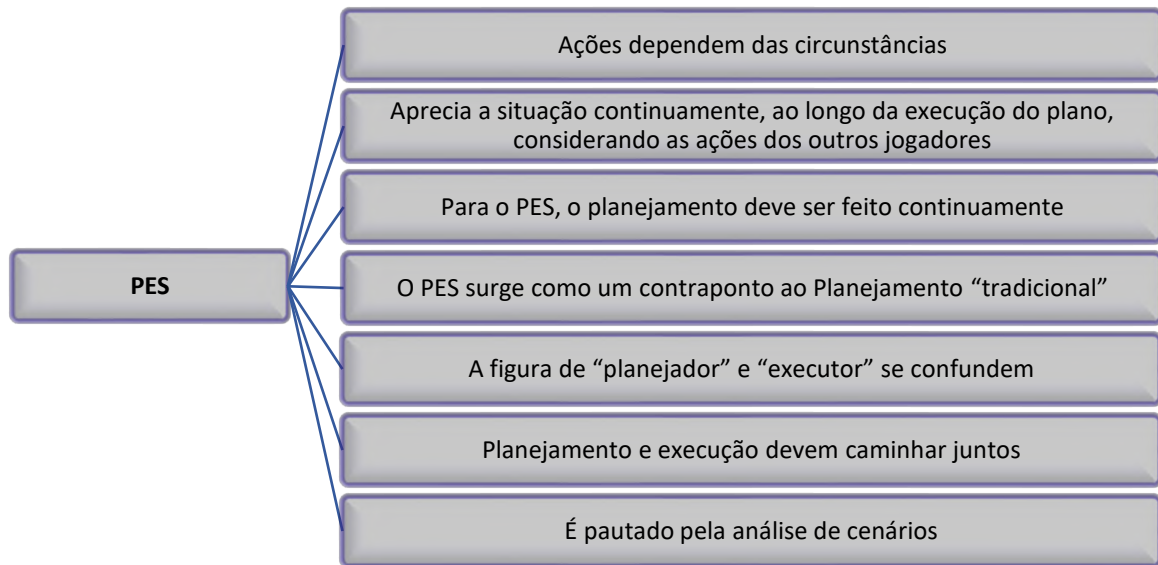 Ações dependem das circunstâncias
Aprecia a situação continuamente, ao longo da execução do plano,
considerando as ações dos outros jogadores
Para o PES, o planejamento deve ser feito continuamente
PES
O PES surge como um contraponto ao Planejamento “tradicional”
A figura de “planejador” e “executor” se confundem
Planejamento e execução devem caminhar juntos
É pautado pela análise de cenários